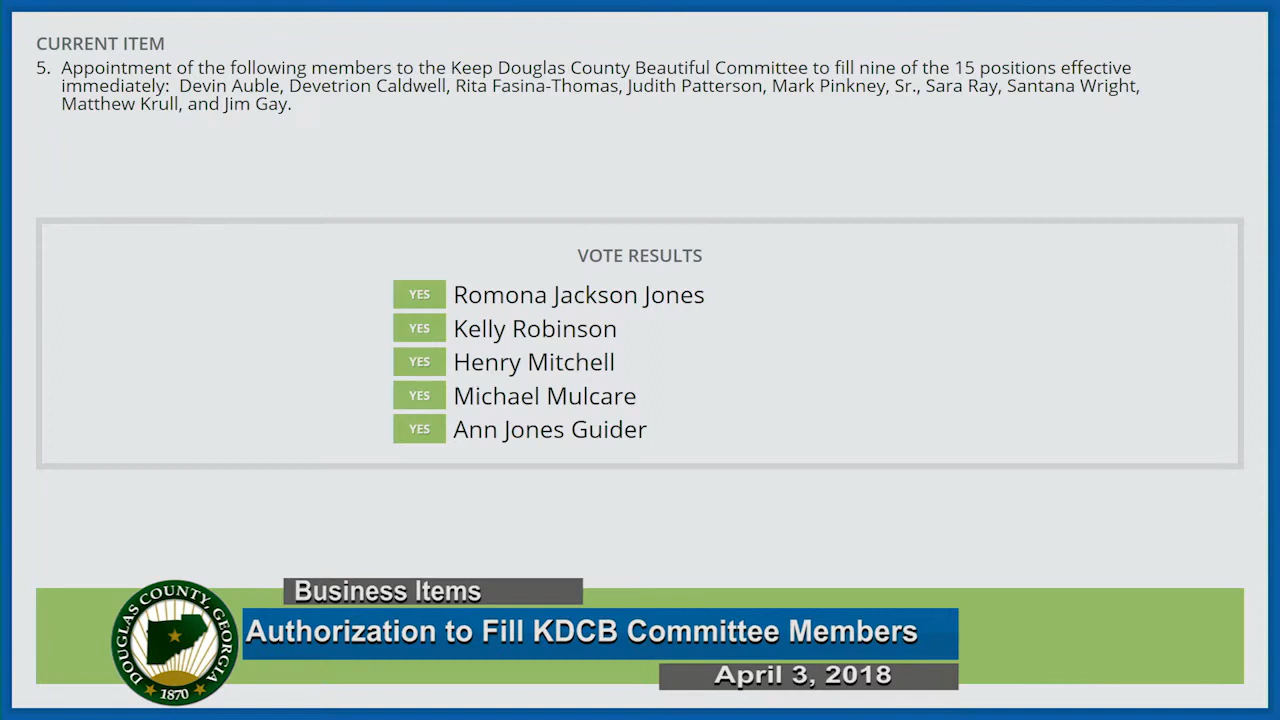 CURRENT ITEM
5. Appointment of the following members to the Keep Douglas County Beautiful Committee to fill nine of the 15 positions effective
immediately: Devin Auble, Devetrion Caldwell, Rita Fasina-Thomas, Judith Patterson, Mark Pinkney, Sr., Sara Ray, Santana Wright,
Matthew Krull, and Jim Gay.
VOTE RESULTS
YES Romona Jackson Jones
YES Kelly Robinson
YES Henry Mitchell
YES Michael Mulcare
YES Ann Jones Guider
Business Items
Authorization to Fill KDCB Committee Members
April 3, 2018
DOUGLAS COUNTY, GEORGIA
1870